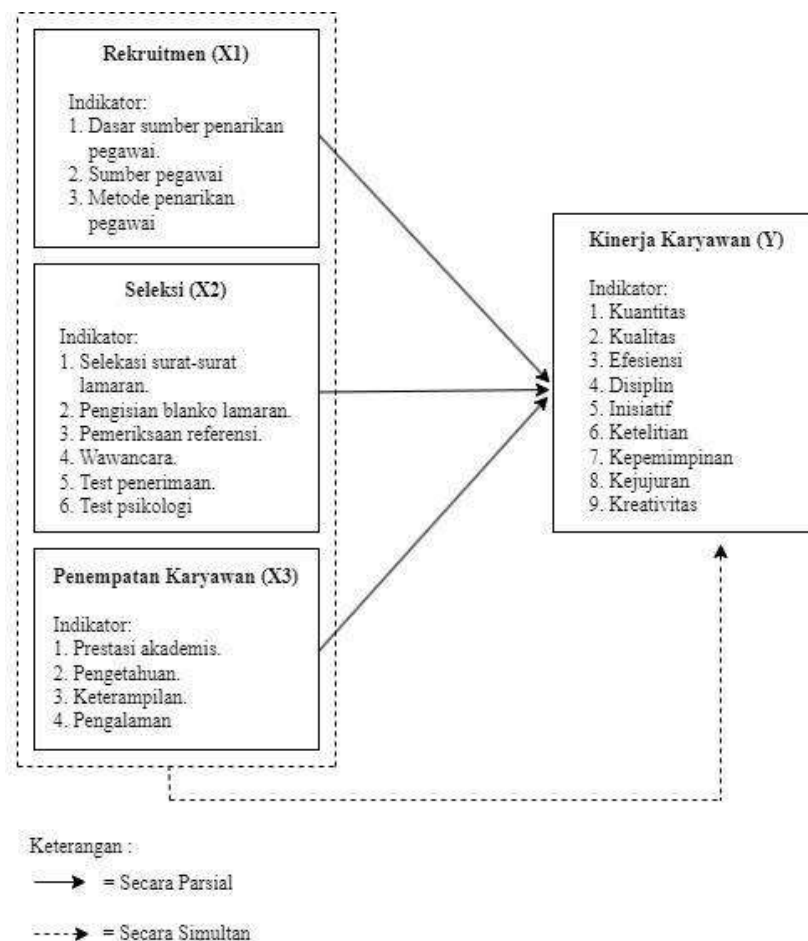 Rekruitmen (X1)
Indikator:
1. Dasar sumber penarikan
pegawai.
2. Sumber pegawai
3. Metode penarikan
pegawai
Seleksi (X2)
Indikator:
1. Selekasi surat-surat
lamaran.
2. Pengisian blanko lamaran.
3. Pemeriksaan referensi.
4. Wawancara.
5. Test penerimaan.
6. Test psikologi
Penempatan Karyawan (X3)
Indikator:
1. Prestasi akademis.
2. Pengetahuan.
3. Keterampilan.
4. Pengalaman
Kinerja Karyawan (Y)
Indikator:
1. Kuantitas
2. Kualitas
3. Efesiensi
4. Disiplin
5. Inisiatif
6. Ketelitian
7. Kepemimpinan
8. Kejujuran
9. Kreativitas
Keterangan :
= Secara Parsial
= Secara Simultan